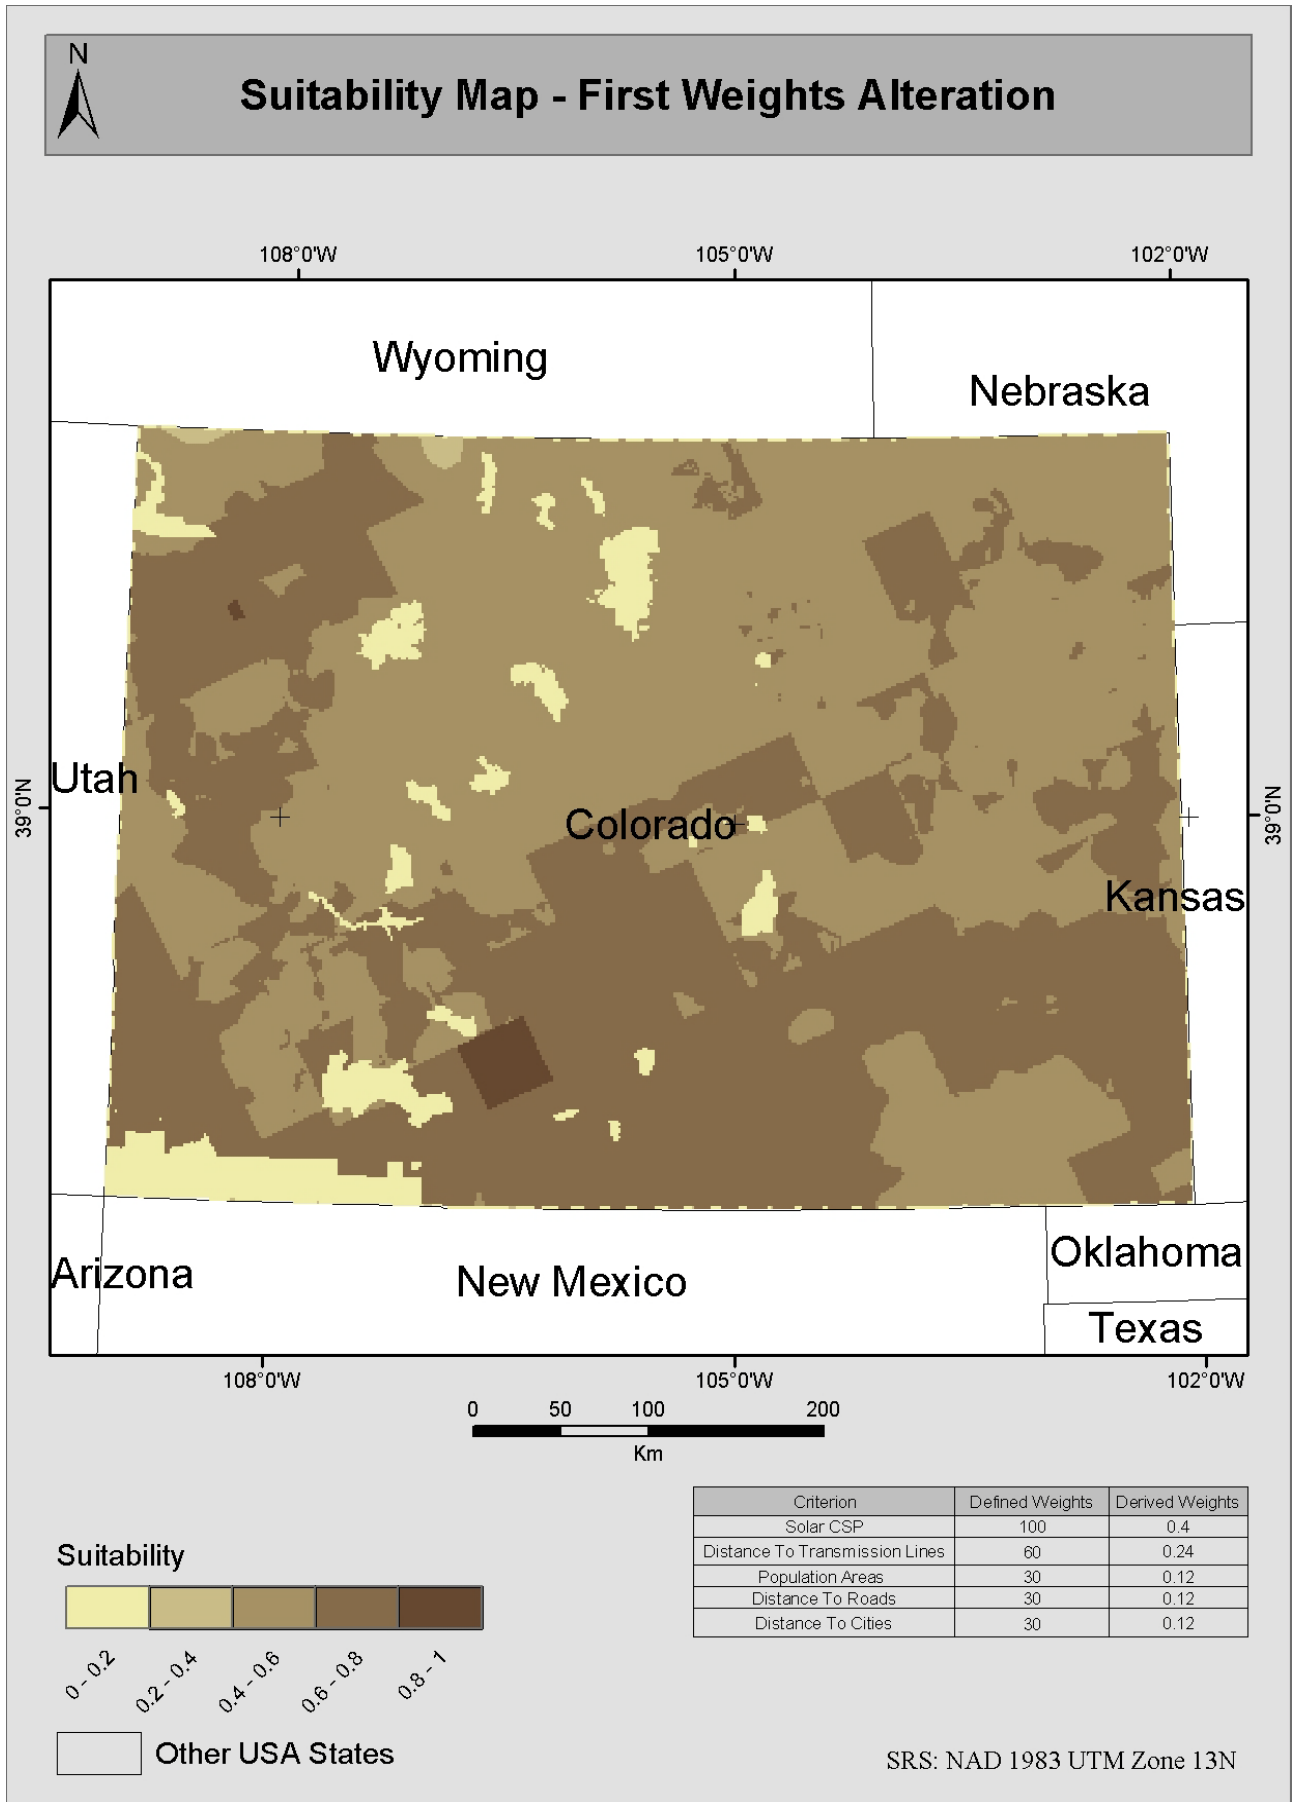 N
Suitability Map - First Weights Alteration
108°0'W 105°0'W 102°0'W
Wyoming
Nebraska
Utah
39°0'N 39°0'N
Colorado
Kansas
Arizona
New Mexico
Oklahoma
Texas
108°0'W 105°0'W 102°0'W
0 50 100 200
Km
Criterion Defined Weights Derived Weights
Solar CSP 100 0.4
Distance To Transmission Lines 60 0.24
Population Areas 30 0.12
Distance To Roads 30 0.12
Distance To Cities 30 0.12
Suitability
0 - 0.2 0.2 - 0.4 0.4 - 0.6 0.6 - 0.8 0.8 - 1
Other USA States
SRS: NAD 1983 UTM Zone 13N